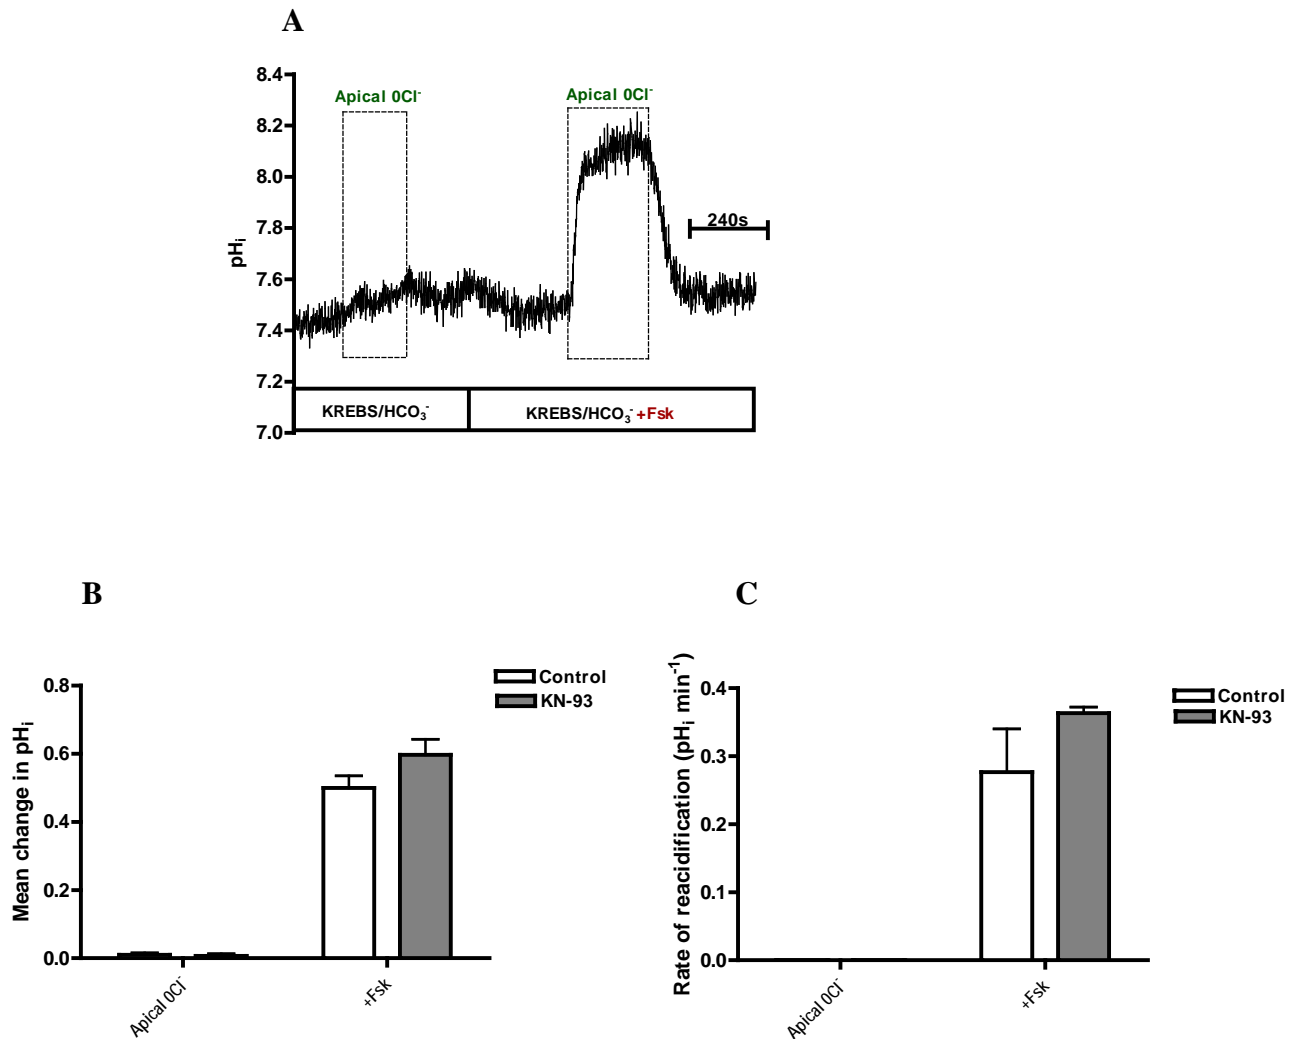 A
8.4
8.2
8.0
7.8
7.6
7.4
7.2
7.0
pHi
Apical 0Cl-
Apical 0Cl-
240s
KREBS/HCO3-
KREBS/HCO3- +Fsk
B
0.8
0.6
0.4
0.2
0.0
Mean change in pHi
Control
KN-93
Apical 0Cl-
+Fsk
C
0.4
0.3
0.2
0.1
0.0
Rate of reacidification (pHi min-1)
Control
KN-93
Apical 0Cl-
+Fsk